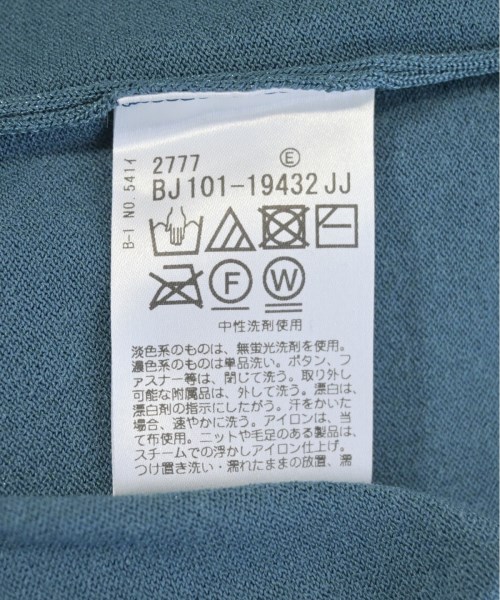 B-1 NO. 541イ
2777 Ⓔ
BJ101-19432 JJ
F W
中性洗剤使用
淡色系のものは、無蛍光洗剤を使用。
濃色系のものは単品洗い。ボタン、フ
ァスナー等は、閉じて洗う。取り外し
可能な附属品は、外して洗う。漂白は、
漂白剤の指示にしたがう。汗をかいた
場合、速やかに洗う。アイロンは、当
て布使用。ニットや毛足のある製品は、
スチームでの浮かしアイロン仕上げ。
つけ置き洗い・濡れたままの放置、濡